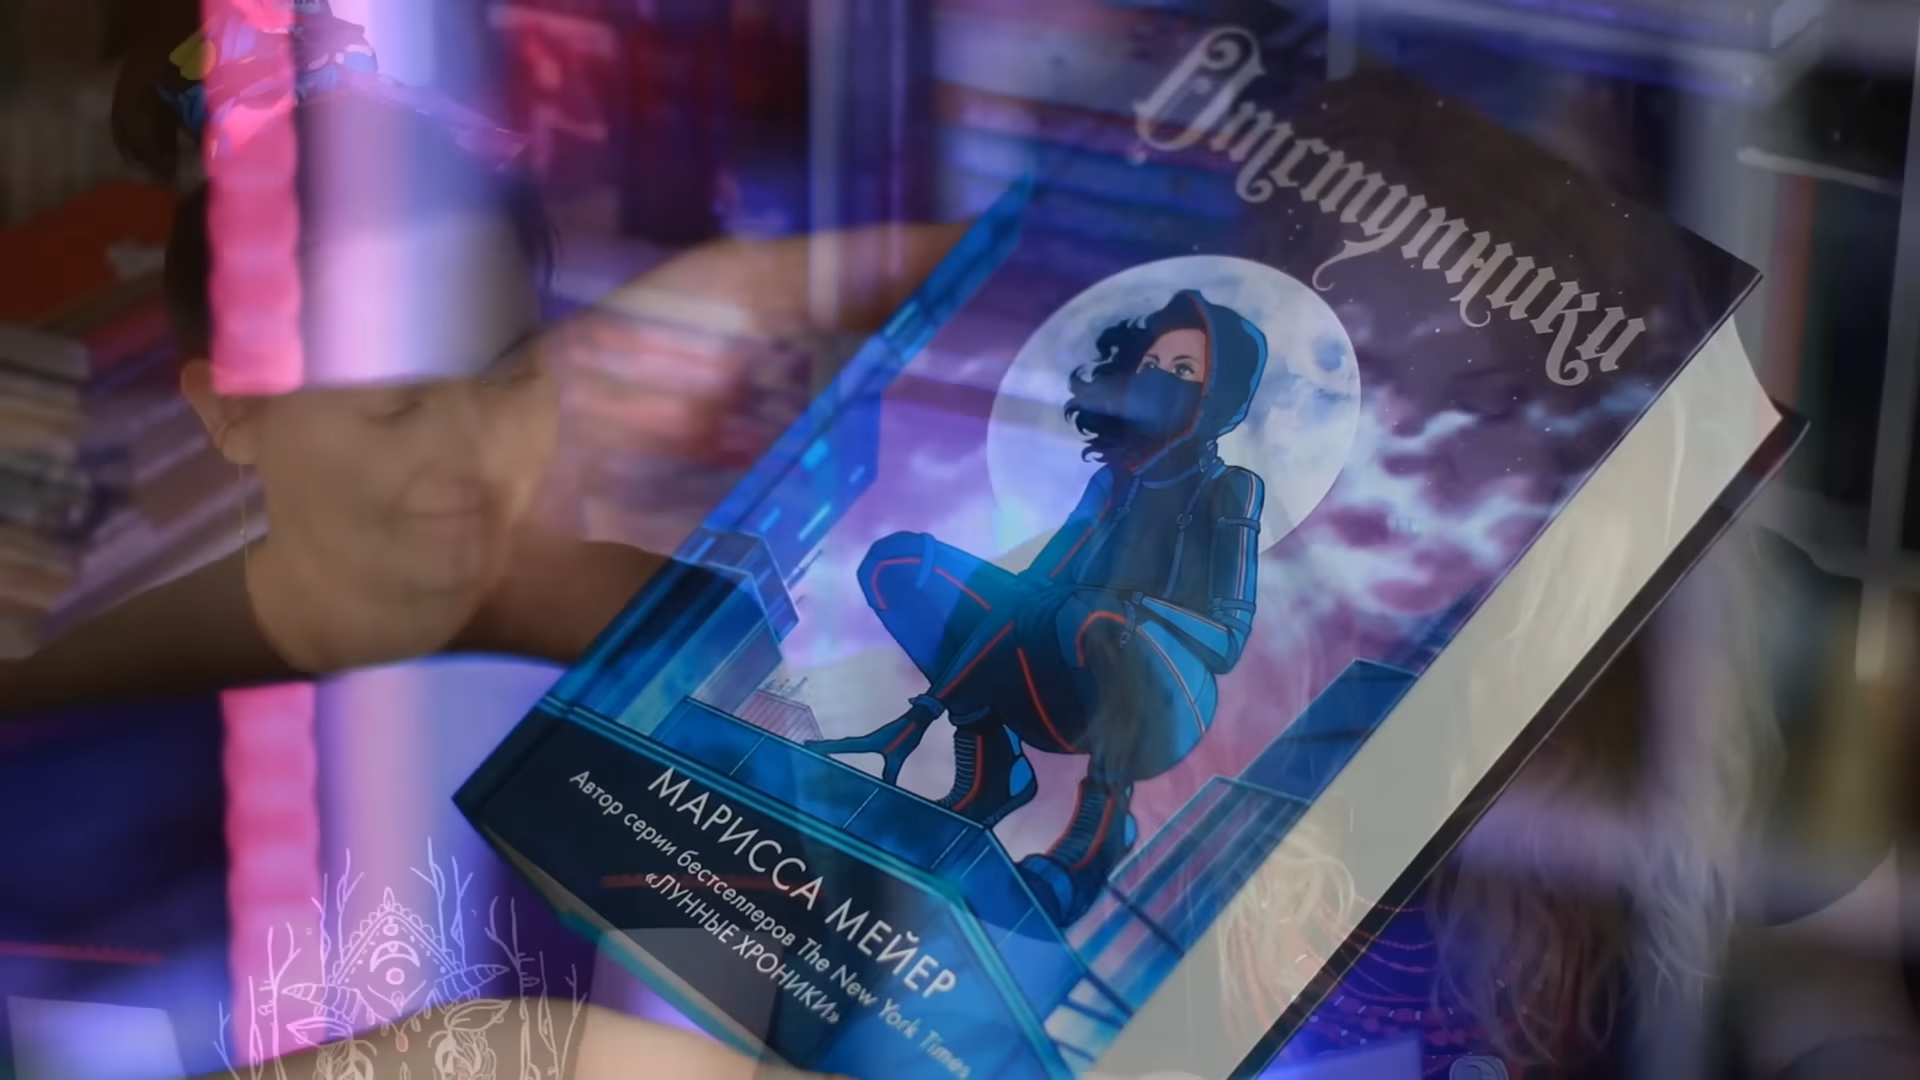 Отступники
МАРИССА МЕЙЕР
Автор серии бестселлеров The New York Times
«ЛУННЫЕ ХРОНИКИ»